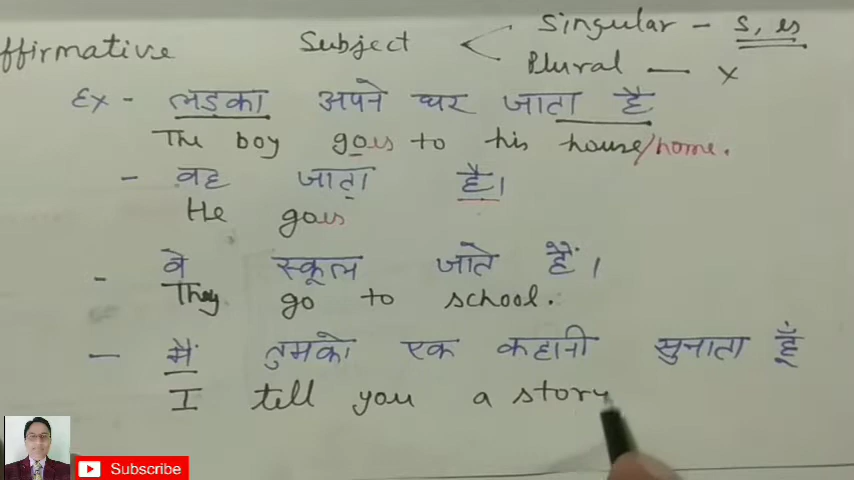 ffirmative Subject Singular - s, es
Plural — x
Ex - लड़का अपने घर जाता है
The boy goes to his house/home.
- वह जाता है।
He goes
- वे स्कूल जाते हैं।
They go to school.
- मैं तुमको एक कहानी सुनाता हूँ
I tell you a story
Subscribe